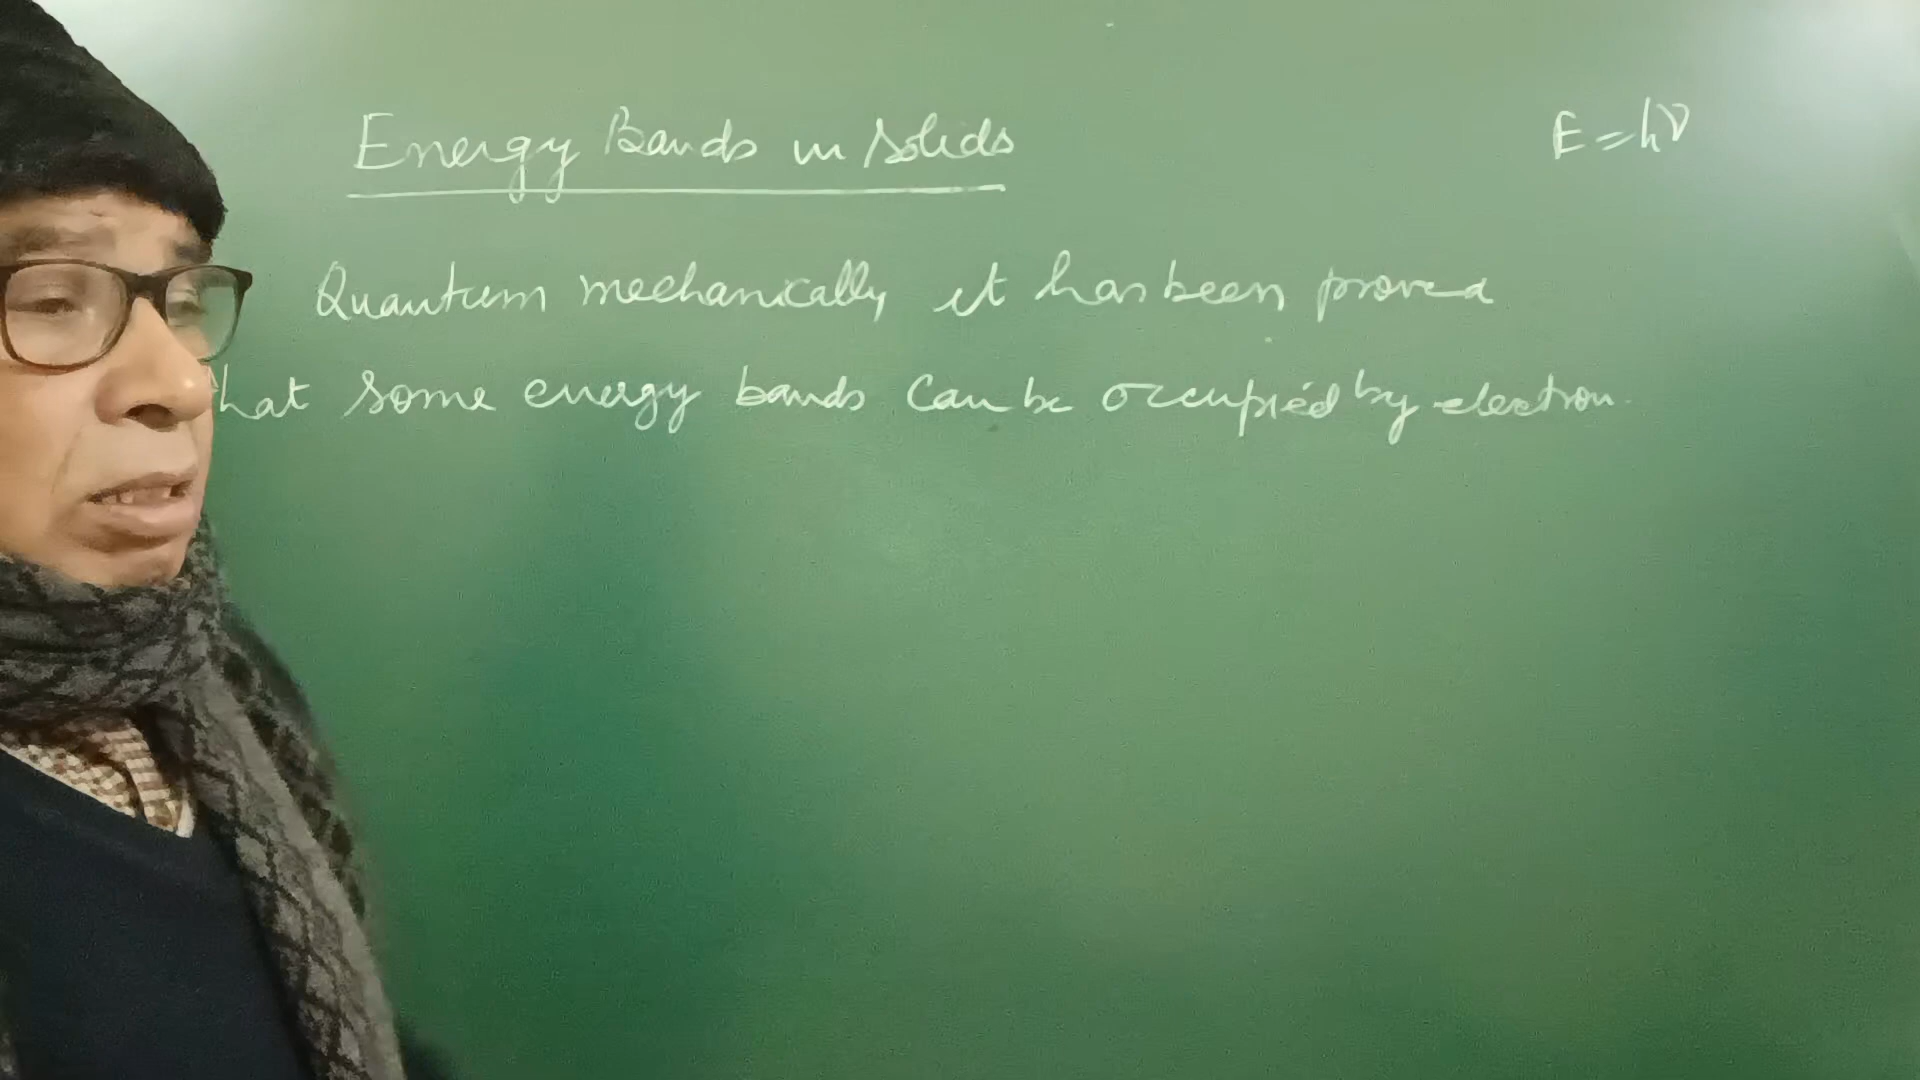 Energy Bands in solids
E = hν
Quantum mechanically it has been proved
that some energy bands can be occupied by electron.